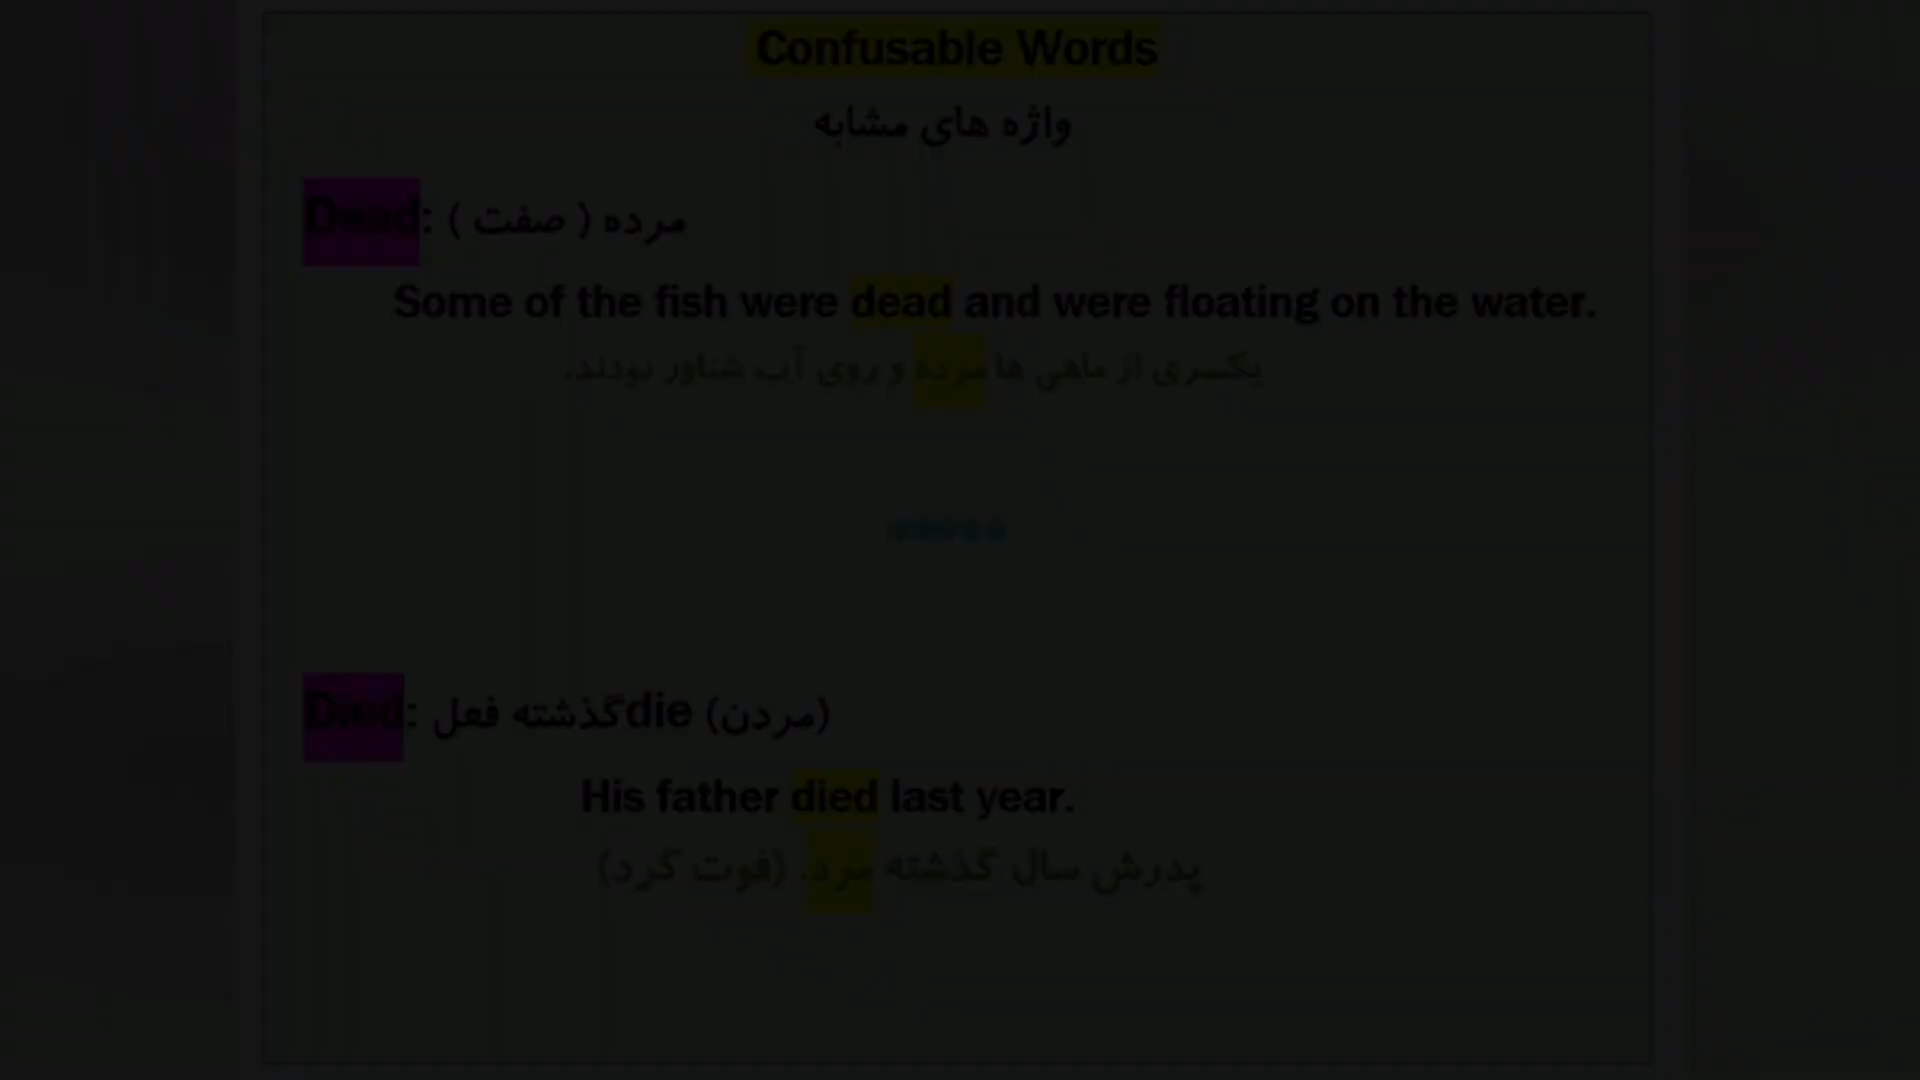 Confusable Words
واژه های مشابه
Dead: مرده ( صفت )
Some of the fish were dead and were floating on the water.
یکسری از ماهی ها مرده و روی آب شناور بودند.
Died: گذشته فعل die (مردن)
His father died last year.
پدرش سال گذشته مرد. (فوت کرد)